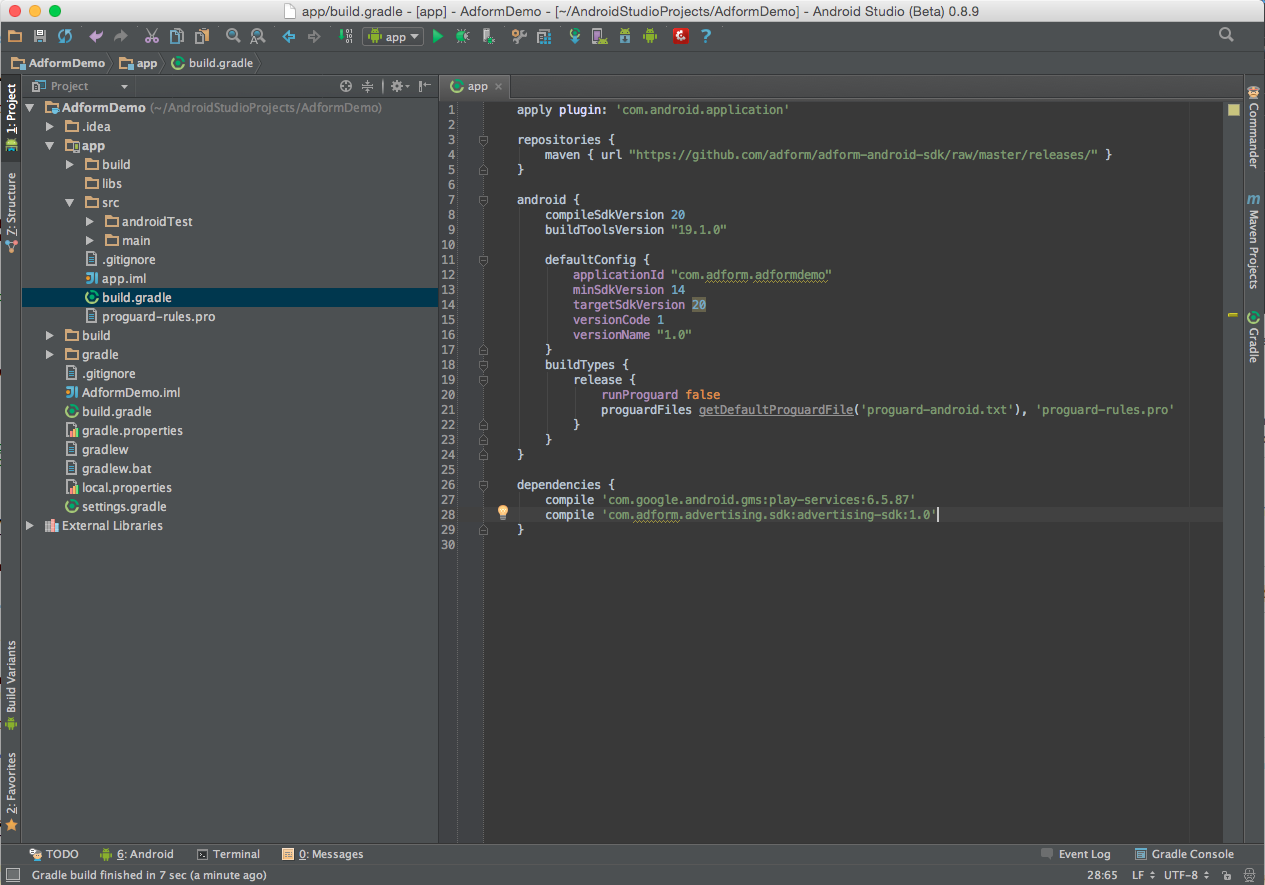 app/build.gradle - [app] - AdformDemo - [~/AndroidStudioProjects/AdformDemo] - Android Studio (Beta) 0.8.9
app
AdformDemo app build.gradle
Project
app
1: Project
Z: Structure
Build Variants
2: Favorites
AdformDemo (~/AndroidStudioProjects/AdformDemo)
.idea
app
build
libs
src
androidTest
main
.gitignore
app.iml
build.gradle
proguard-rules.pro
build
gradle
.gitignore
AdformDemo.iml
build.gradle
gradle.properties
gradlew
gradlew.bat
local.properties
settings.gradle
External Libraries
1 apply plugin: 'com.android.application'
2
3 repositories {
4 maven { url "https://github.com/adform/adform-android-sdk/raw/master/releases/" }
5 }
6
7 android {
8 compileSdkVersion 20
9 buildToolsVersion "19.1.0"
10
11 defaultConfig {
12 applicationId "com.adform.adformdemo"
13 minSdkVersion 14
14 targetSdkVersion 20
15 versionCode 1
16 versionName "1.0"
17 }
18 buildTypes {
19 release {
20 runProguard false
21 proguardFiles getDefaultProguardFile('proguard-android.txt'), 'proguard-rules.pro'
22 }
23 }
24 }
25
26 dependencies {
27 compile 'com.google.android.gms:play-services:6.5.87'
28 compile 'com.adform.advertising.sdk:advertising-sdk:1.0'
29 }
30
Commander
Maven Projects
Gradle
TODO 6: Android Terminal 0: Messages Event Log Gradle Console
Gradle build finished in 7 sec (a minute ago) 28:65 LF UTF-8